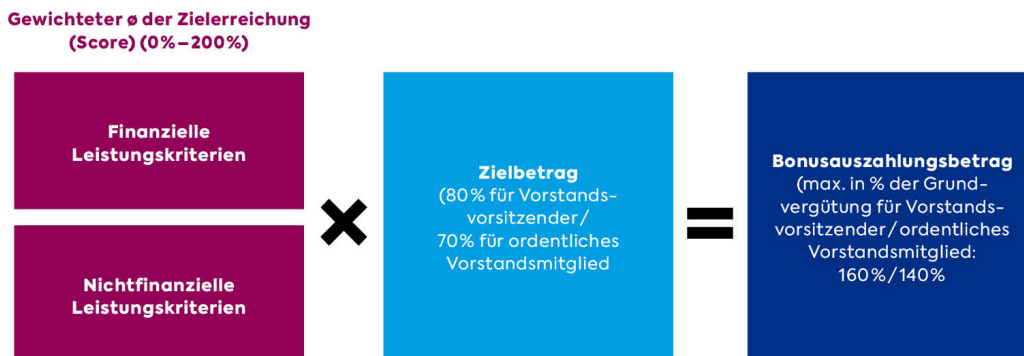 Gewichteter ø der Zielerreichung
(Score) (0%–200%)
Finanzielle
Leistungskriterien
Nichtfinanzielle
Leistungskriterien
Zielbetrag
(80% für Vorstands-
vorsitzender/
70% für ordentliches
Vorstandsmitglied
Bonusauszahlungsbetrag
(max. in % der Grund-
vergütung für Vorstands-
vorsitzender/ordentliches
Vorstandsmitglied:
160%/140%